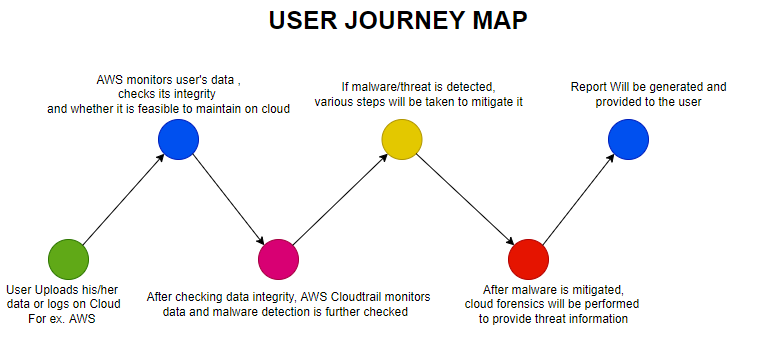 USER JOURNEY MAP
AWS monitors user's data ,
checks its integrity
and whether it is feasible to maintain on cloud
If malware/threat is detected,
various steps will be taken to mitigate it
Report Will be generated and
provided to the user
User Uploads his/her
data or logs on Cloud
For ex. AWS
After checking data integrity, AWS Cloudtrail monitors
data and malware detection is further checked
After malware is mitigated,
cloud forensics will be performed
to provide threat information